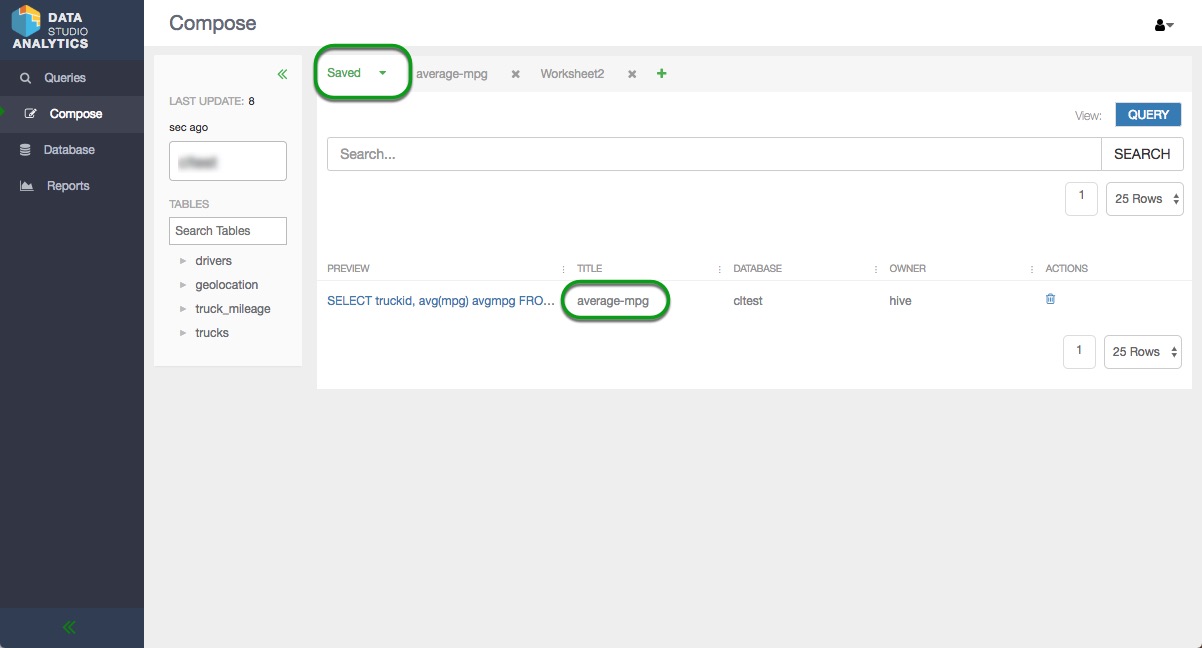 DATA
STUDIO
ANALYTICS
Queries
Compose
Database
Reports
Compose
LAST UPDATE: 8
sec ago
TABLES
Search Tables
drivers
geolocation
truck_mileage
trucks
Saved average-mpg Worksheet2
View: QUERY
Search... SEARCH
1 25 Rows
PREVIEW TITLE DATABASE OWNER ACTIONS
SELECT truckid, avg(mpg) avgmpg FRO... average-mpg cltest hive
1 25 Rows